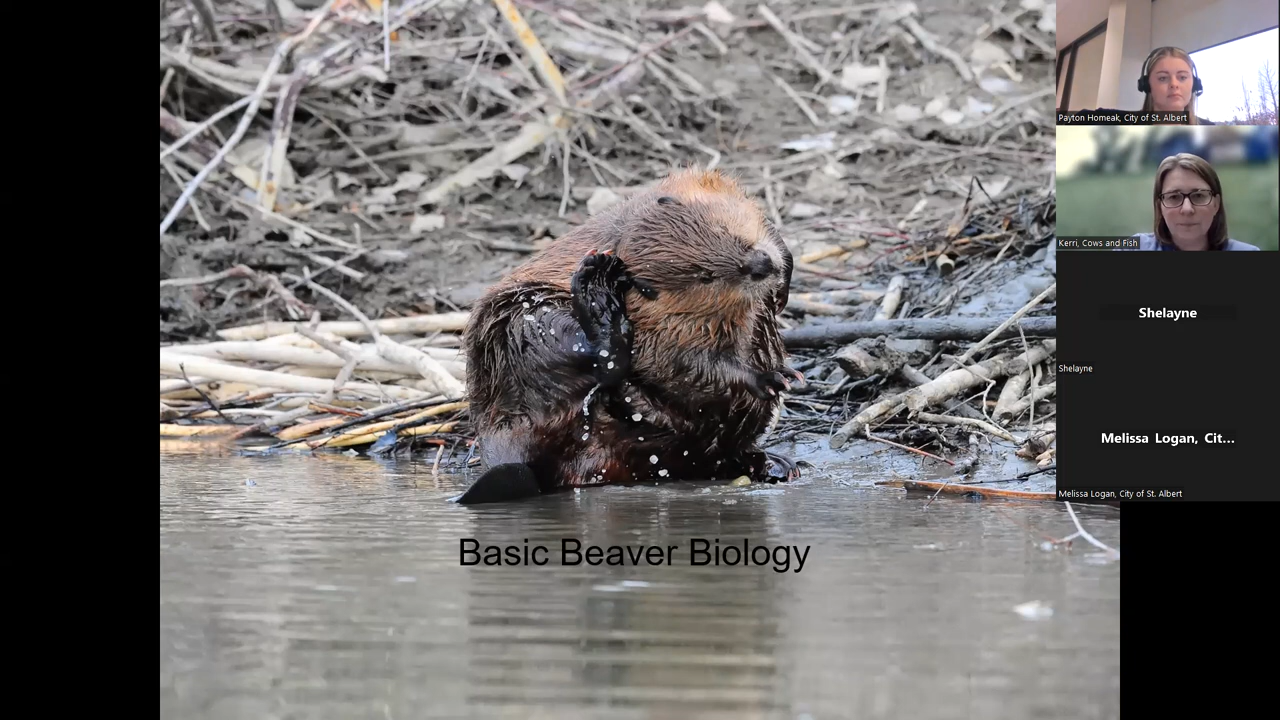 Payton Homeak, City of St. Albert
Kerri, Cows and Fish
Shelayne
Shelayne
Melissa Logan, Cit...
Melissa Logan, City of St. Albert
Basic Beaver Biology